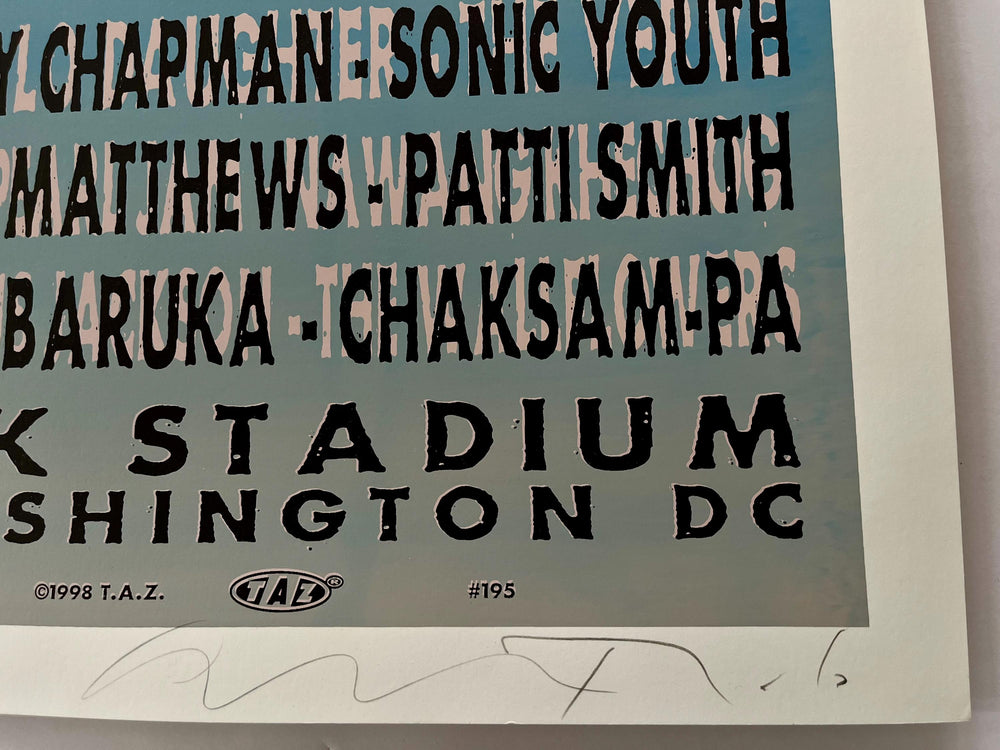 Y CHAPMAN - SONIC YOUTH
MATTHEWS - PATTI SMITH
BARUKA - CHAKSAM-PA
K STADIUM
SHINGTON DC
©1998 T.A.Z. TAZ® #195